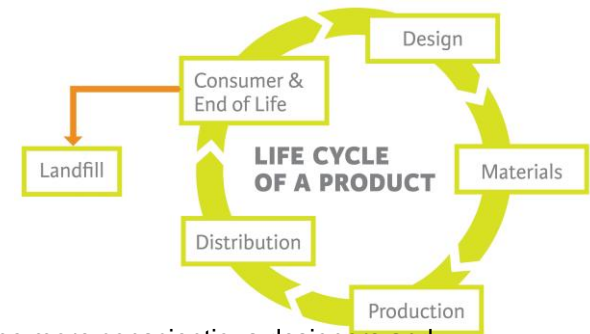 Design
Consumer &
End of Life
LIFE CYCLE
OF A PRODUCT
Landfill
Materials
Distribution
Production